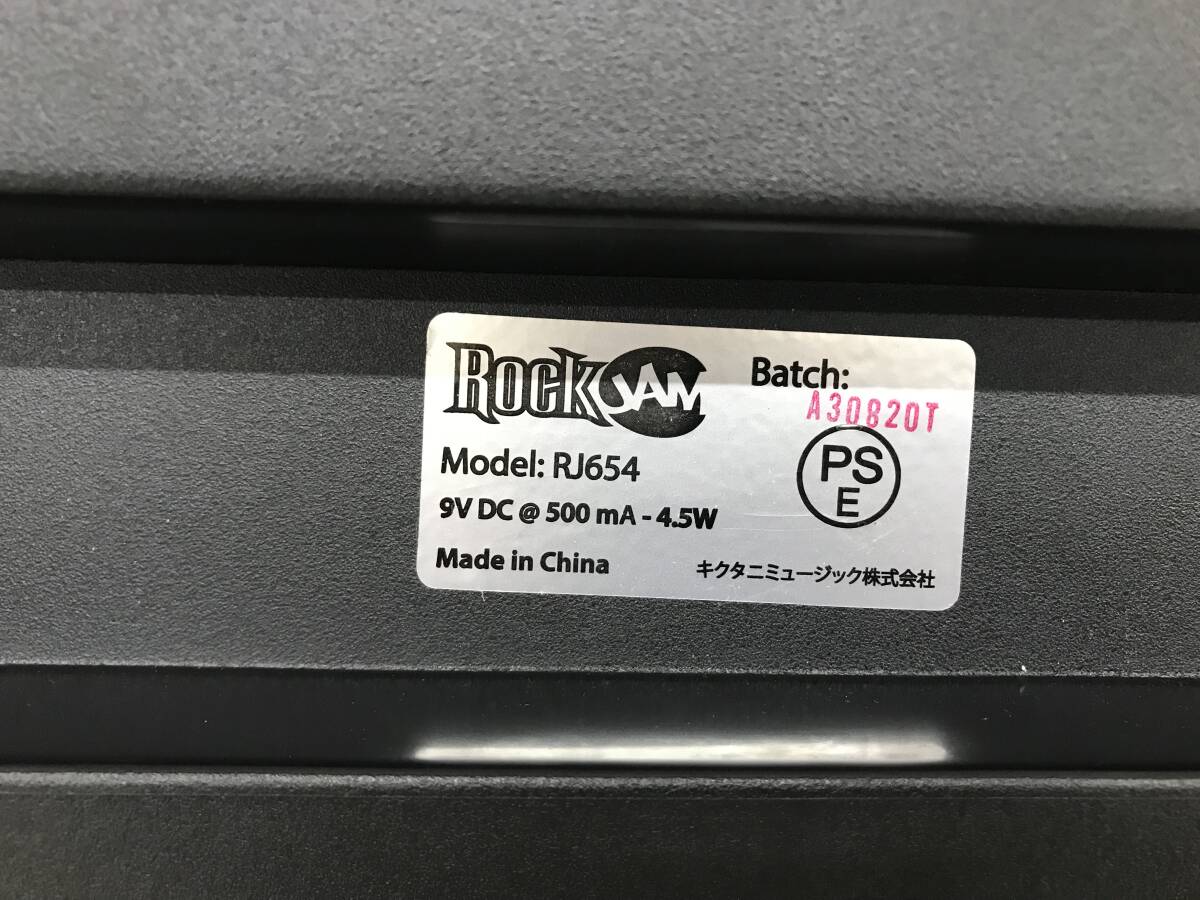 RockJAM
Batch:
A30820T
Model: RJ654
PS
E
9V DC @ 500 mA - 4.5W
Made in China
キクタニミュージック株式会社